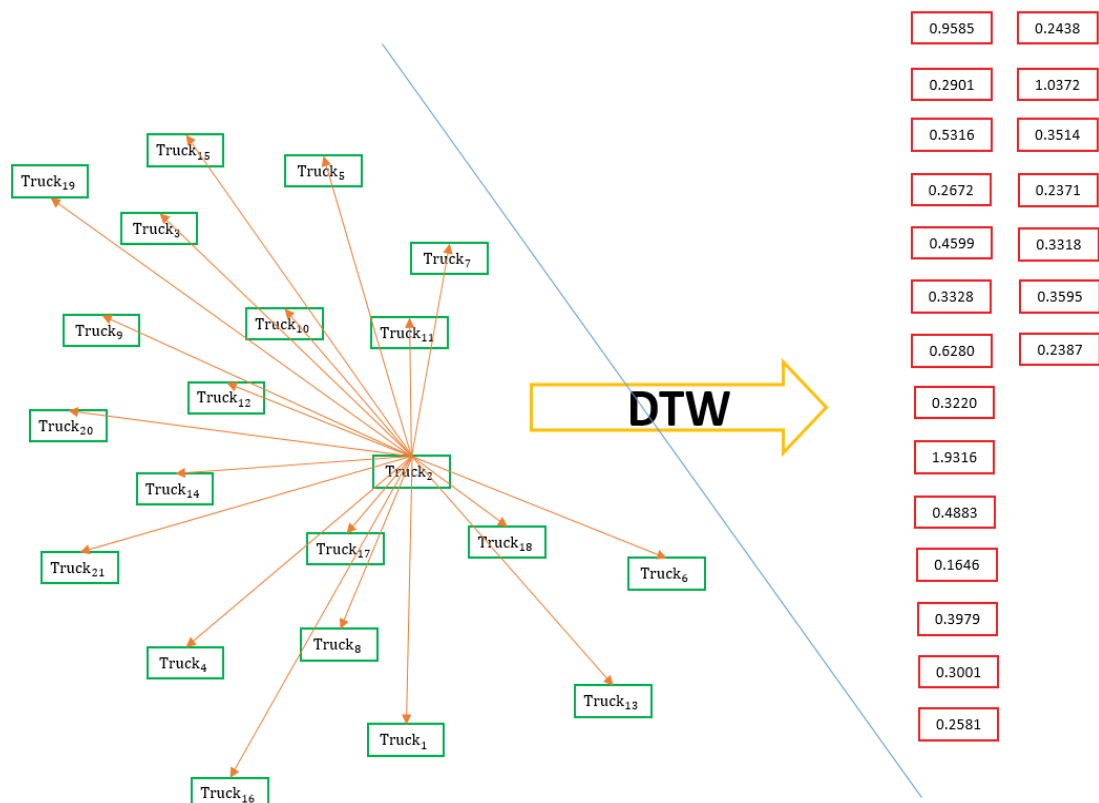 0.9585 0.2438
0.2901 1.0372
0.5316 0.3514
0.2672 0.2371
0.4599 0.3318
0.3328 0.3595
0.6280 0.2387
0.3220
1.9316
0.4883
0.1646
0.3979
0.3001
0.2581
Truck₁₅
Truck₅
Truck₁₉
Truck₃
Truck₇
Truck₁₀
Truck₉
Truck₁₁
Truck₁₂
DTW
Truck₂₀
Truck₂
Truck₁₄
Truck₁₈
Truck₁₇
Truck₂₁
Truck₆
Truck₈
Truck₄
Truck₁₃
Truck₁
Truck₁₆